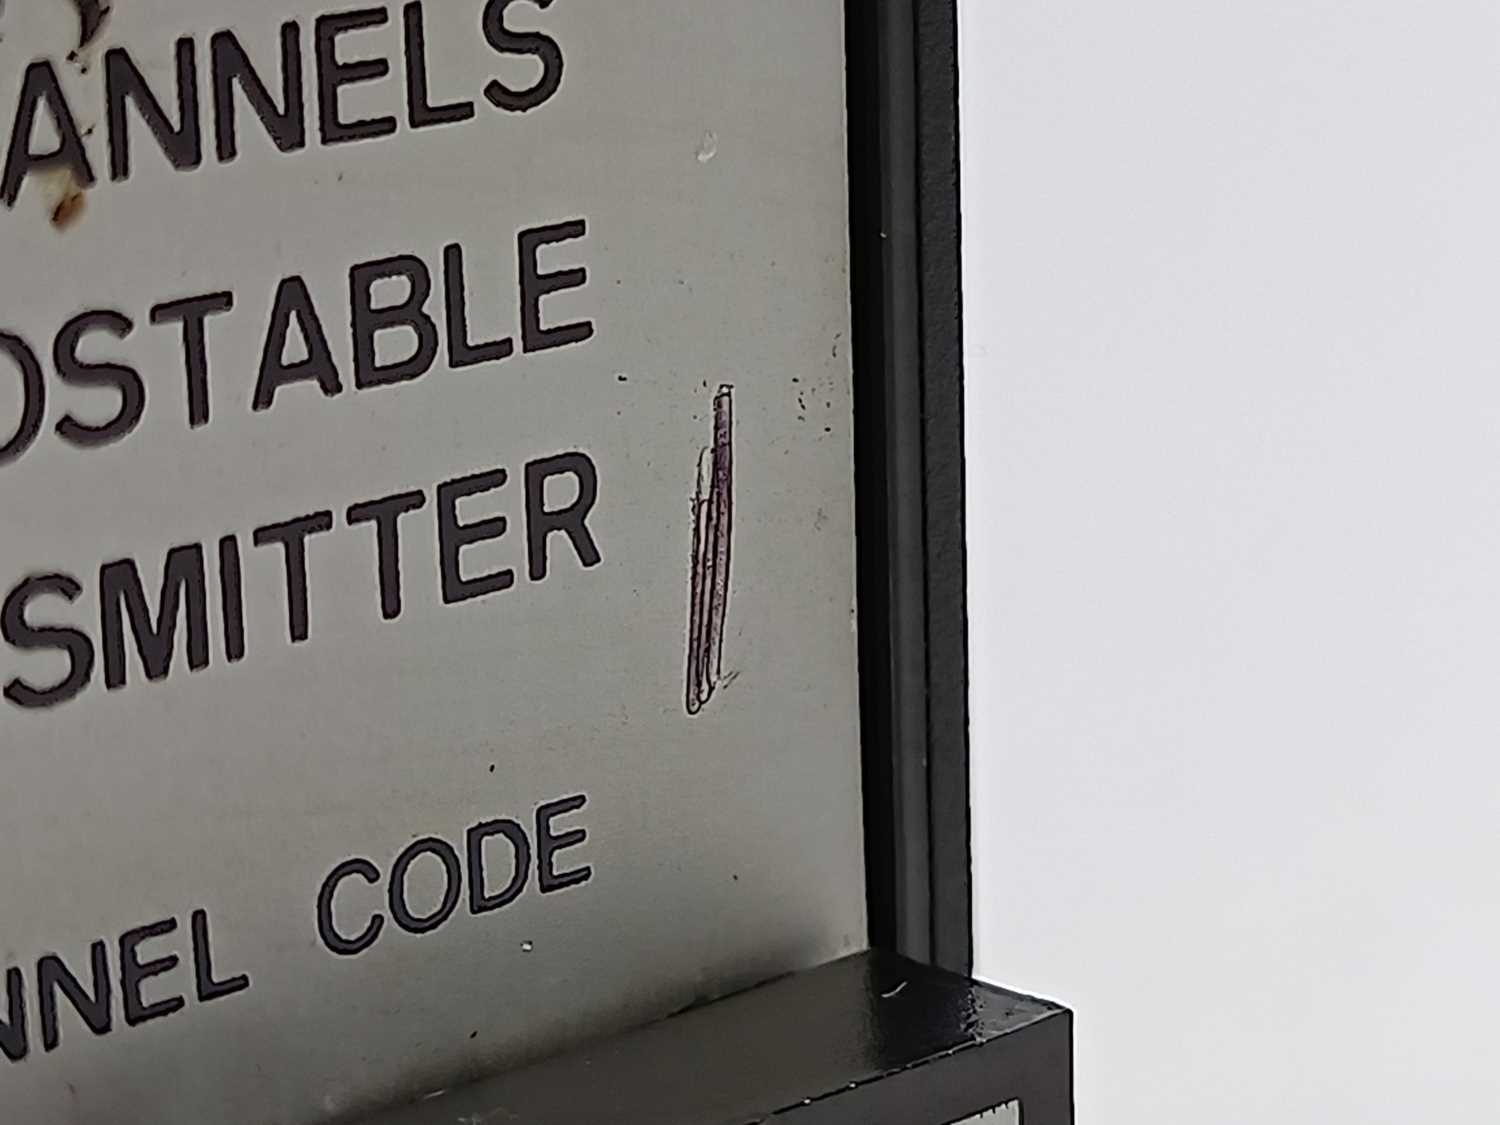 ANNELS
OSTABLE
SMITTER
NNEL CODE